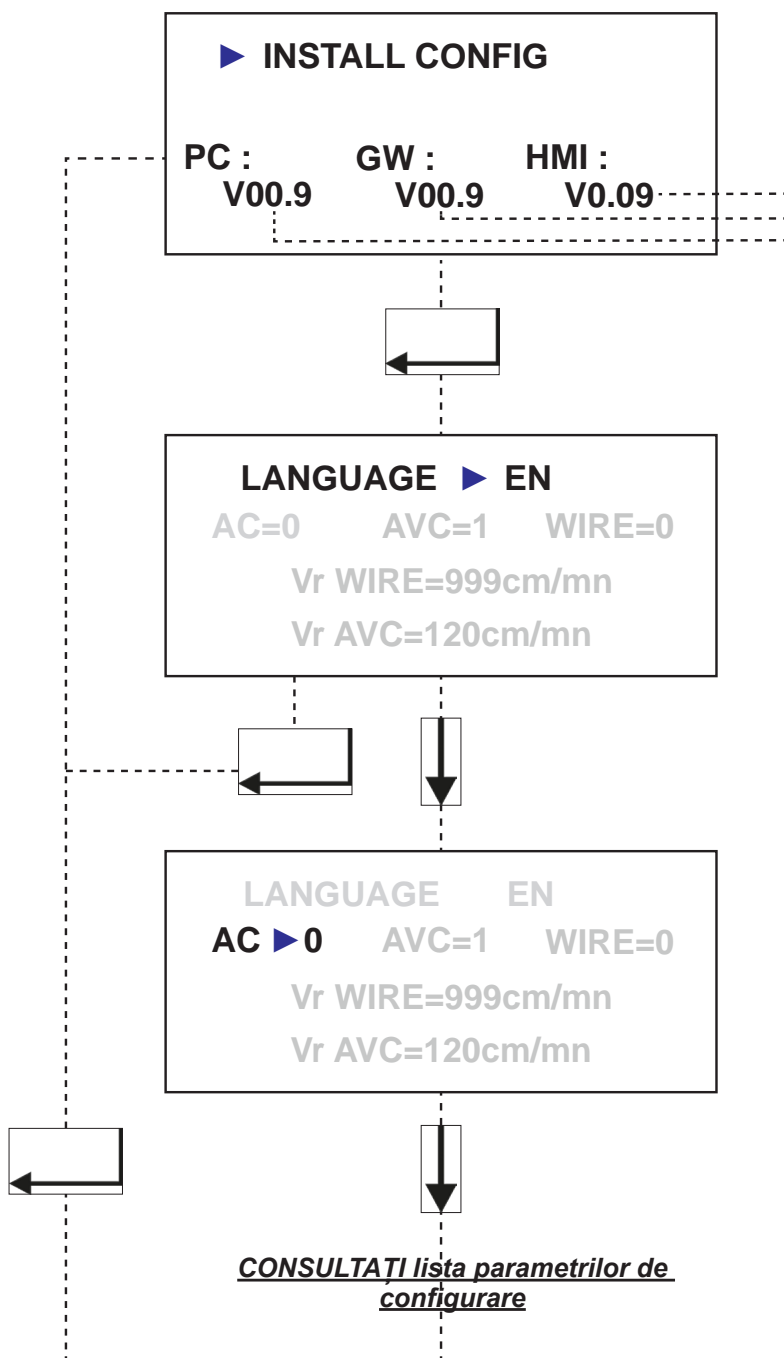 ► INSTALL CONFIG
PC : GW : HMI :
V00.9 V00.9 V0.09
LANGUAGE ► EN
AC=0 AVC=1 WIRE=0
Vr WIRE=999cm/mn
Vr AVC=120cm/mn
LANGUAGE EN
AC ►0 AVC=1 WIRE=0
Vr WIRE=999cm/mn
Vr AVC=120cm/mn
CONSULTAȚI lista parametrilor de
configurare